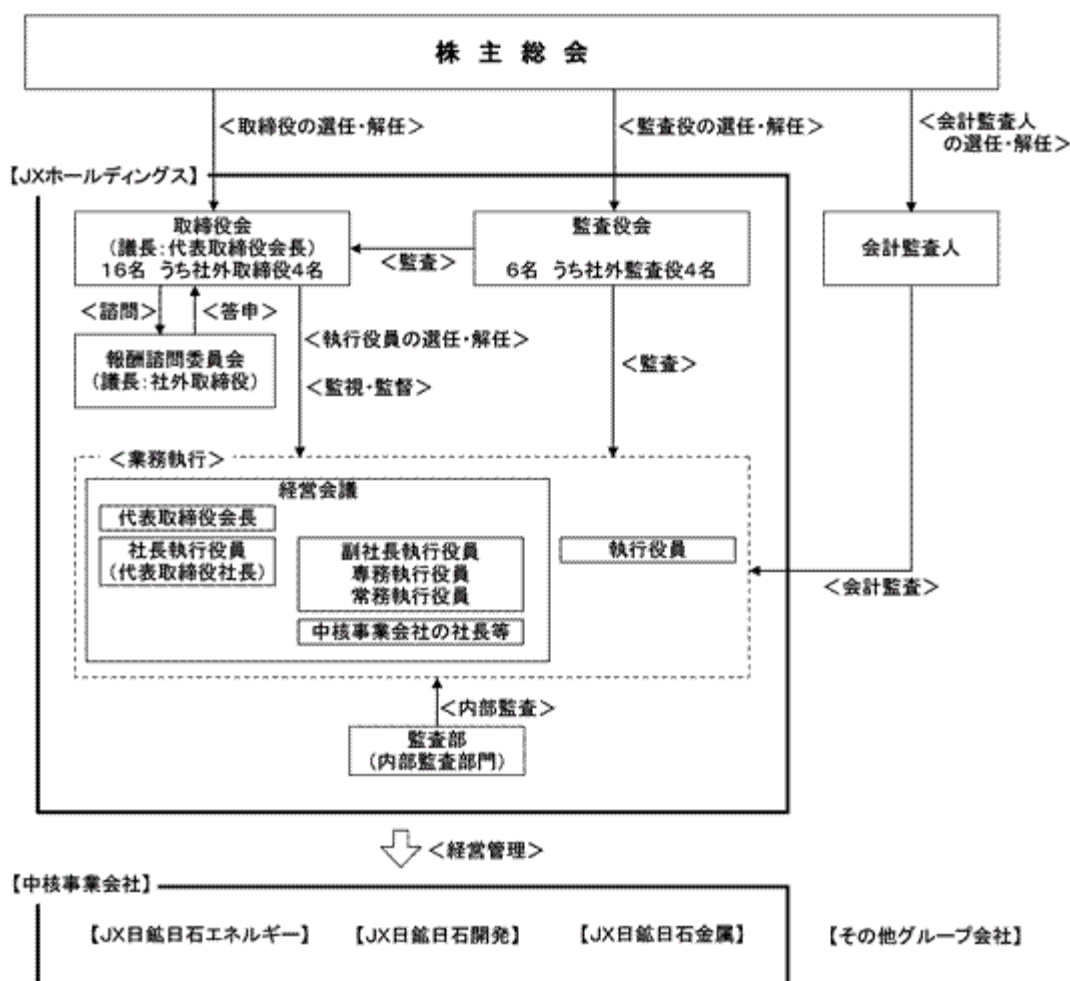 株 主 総 会
＜取締役の選任・解任＞
＜監査役の選任・解任＞
＜会計監査人
の選任・解任＞
【JXホールディングス】
取締役会
(議長：代表取締役会長)
16名 うち社外取締役4名
＜監査＞
監査役会
6名 うち社外監査役4名
会計監査人
＜諮問＞
＜答申＞
報酬諮問委員会
(議長：社外取締役)
＜執行役員の選任・解任＞
＜監視・監督＞
＜監査＞
＜業務執行＞
経営会議
代表取締役会長
社長執行役員
(代表取締役社長)
副社長執行役員
専務執行役員
常務執行役員
中核事業会社の社長等
執行役員
＜会計監査＞
＜内部監査＞
監査部
(内部監査部門)
＜経営管理＞
【中核事業会社】
【JX日鉱日石エネルギー】
【JX日鉱日石開発】
【JX日鉱日石金属】
【その他グループ会社】